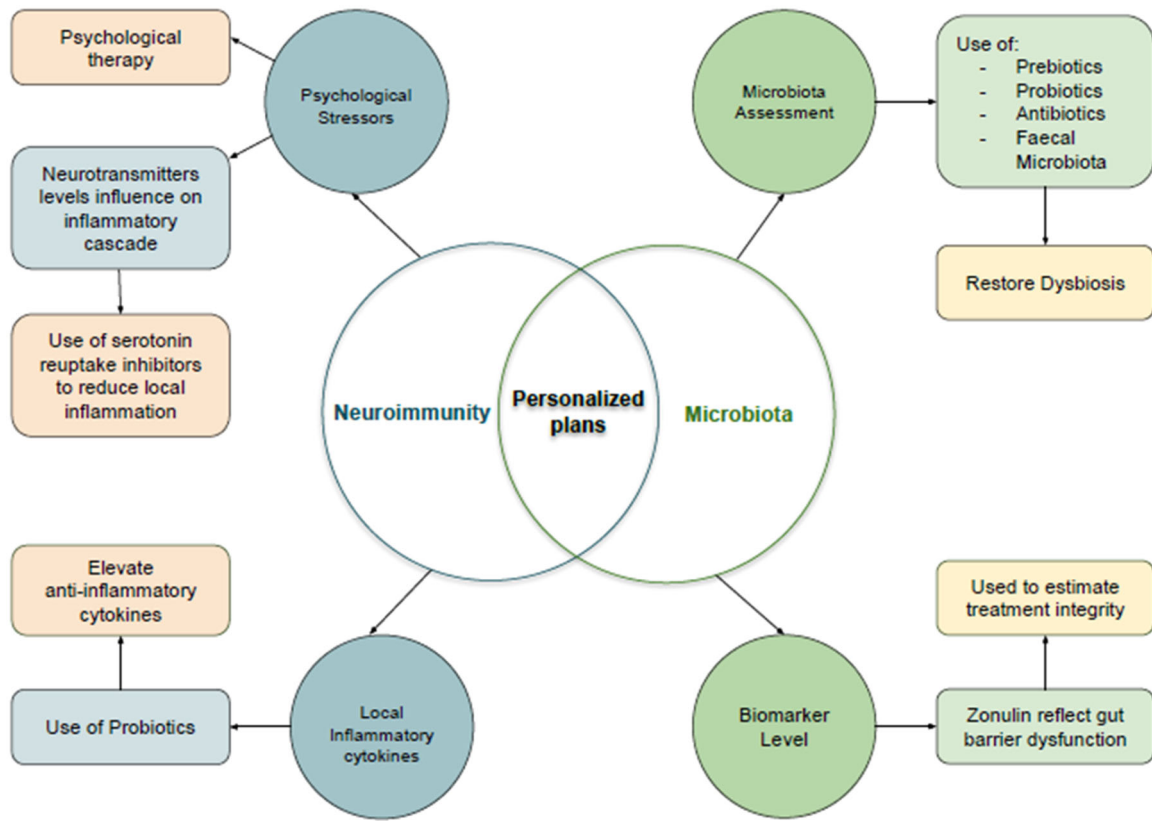 Psychological
therapy
Psychological
Stressors
Neurotransmitters
levels influence on
inflammatory
cascade
Use of serotonin
reuptake inhibitors
to reduce local
inflammation
Microbiota
Assessment
Use of:
- Prebiotics
- Probiotics
- Antibiotics
- Faecal
Microbiota
Restore Dysbiosis
Neuroimmunity
Personalized
plans
Microbiota
Elevate
anti-inflammatory
cytokines
Use of Probiotics
Local
Inflammatory
cytokines
Biomarker
Level
Used to estimate
treatment integrity
Zonulin reflect gut
barrier dysfunction